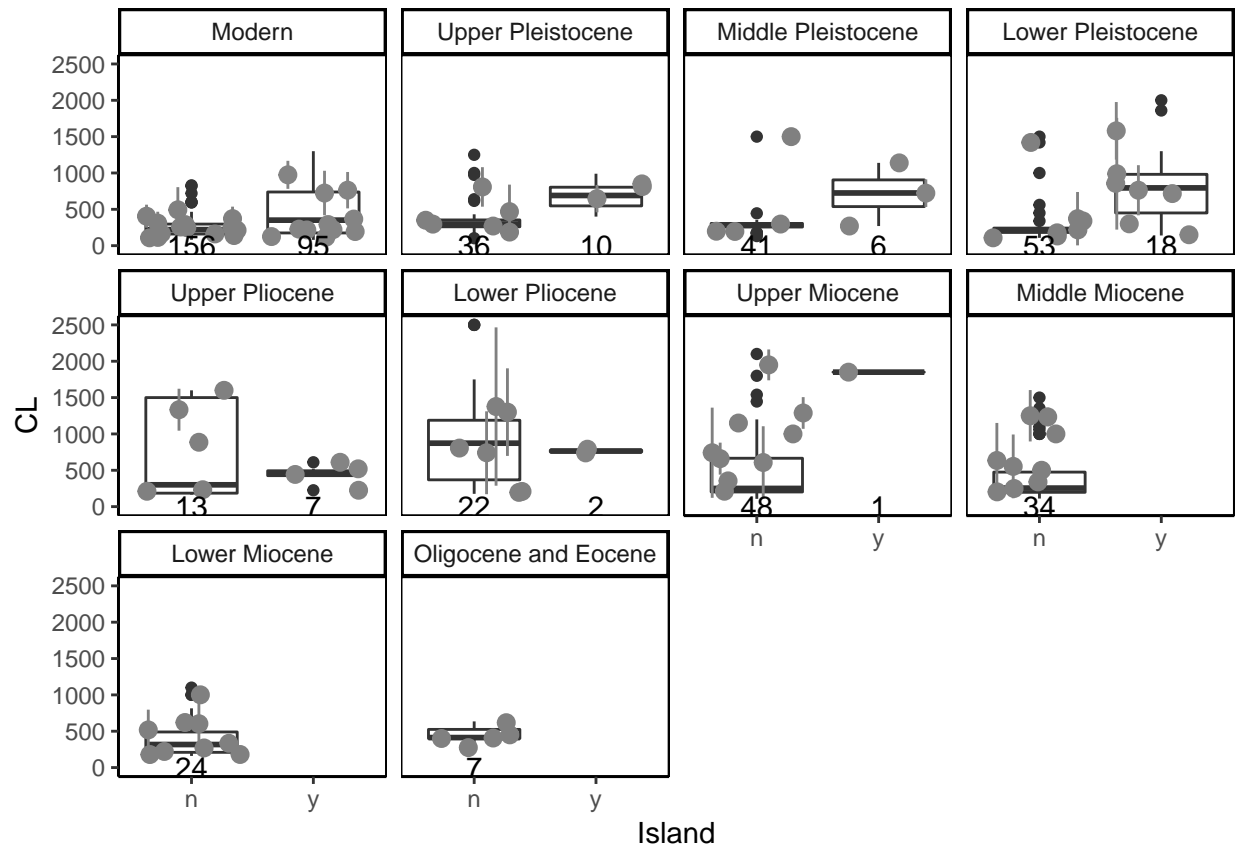 Modern
Upper Pleistocene
Middle Pleistocene
Lower Pleistocene
2500
2000
1500
1000
500
0
156
95
36
10
41
6
53
18
Upper Pliocene
Lower Pliocene
Upper Miocene
Middle Miocene
2500
2000
1500
1000
500
0
13
7
22
2
48
1
34
n
y
n
y
CL
Lower Miocene
Oligocene and Eocene
2500
2000
1500
1000
500
0
24
7
n
y
n
y
Island